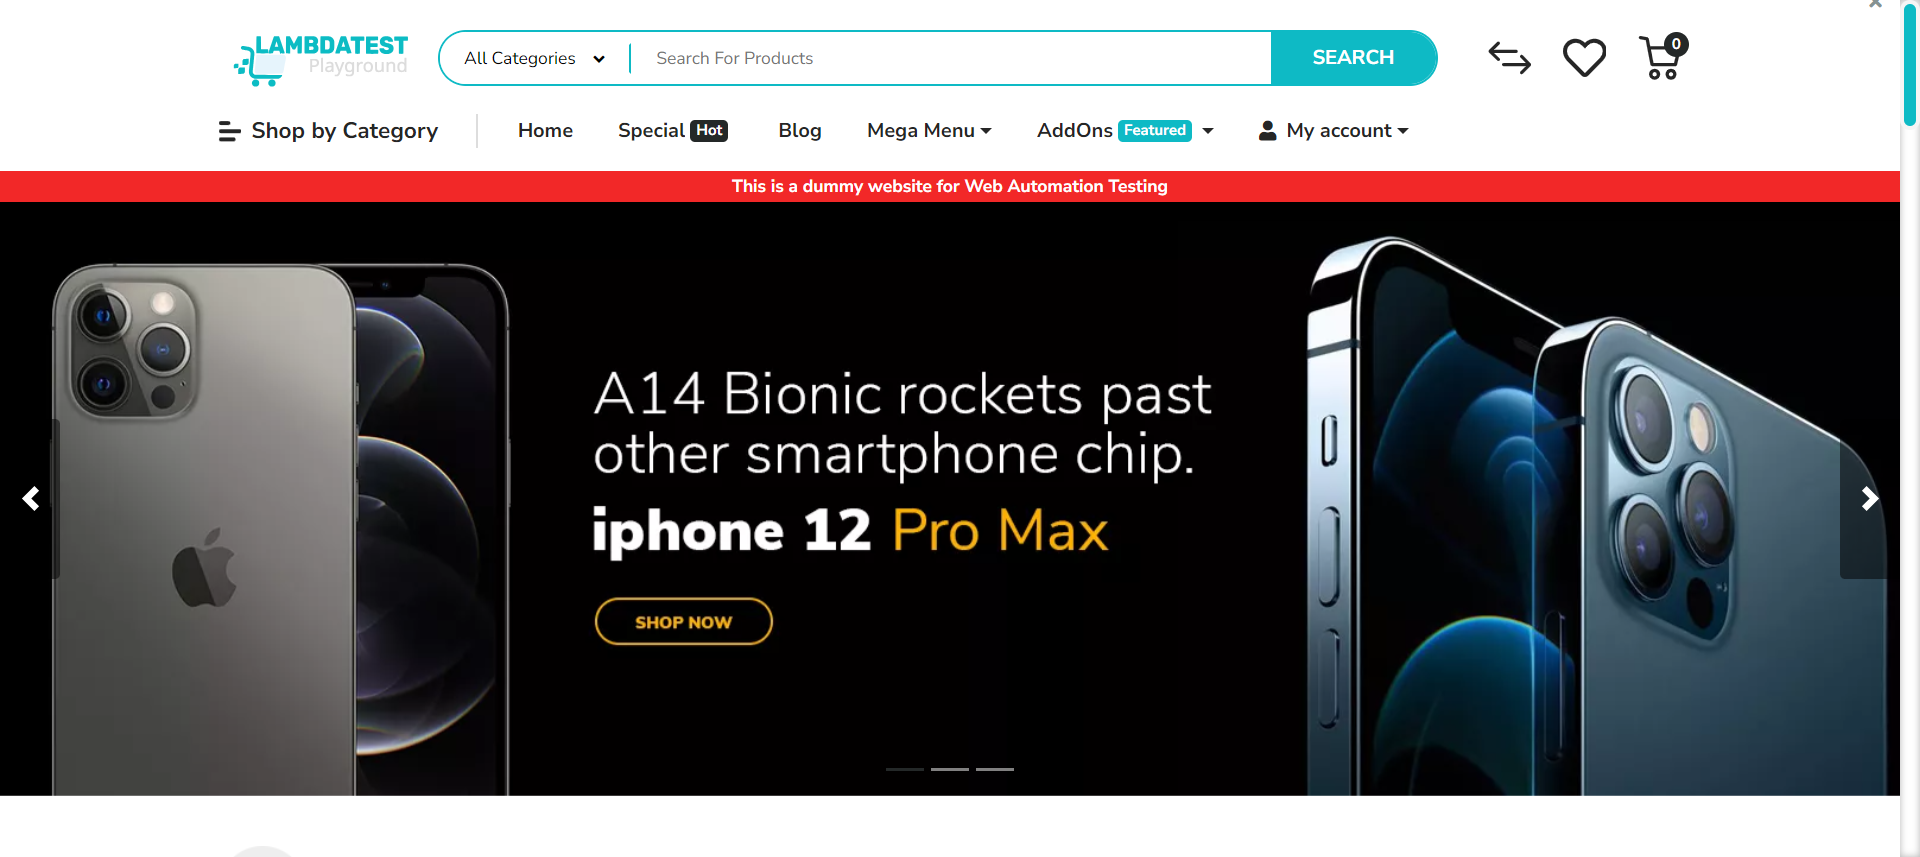 LAMBDATEST
Playground
All Categories
Search For Products
SEARCH
0
Shop by Category
Home
Special Hot
Blog
Mega Menu
AddOns Featured
My account
This is a dummy website for Web Automation Testing
A14 Bionic rockets past
other smartphone chip.
iphone 12 Pro Max
SHOP NOW